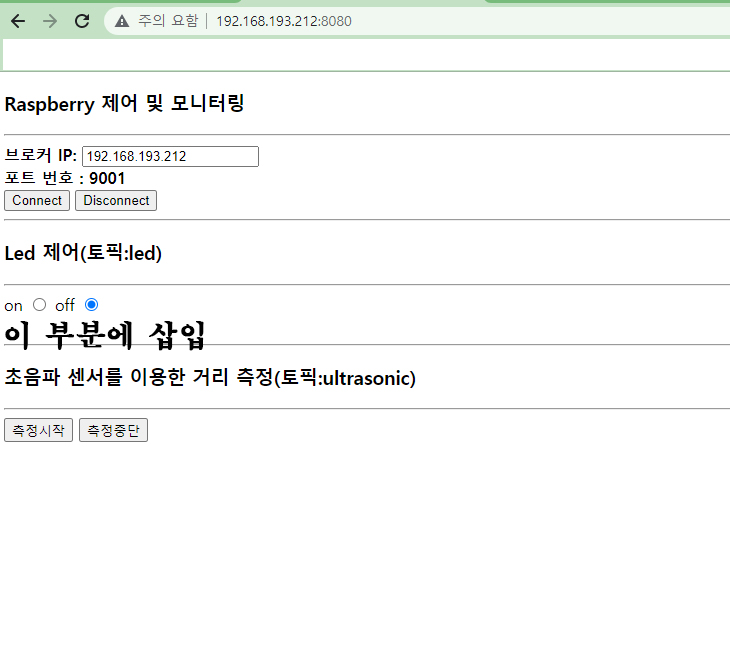 주의 요함 | 192.168.193.212:8080
Raspberry 제어 및 모니터링
브로커 IP: 192.168.193.212
포트 번호 : 9001
Connect Disconnect
Led 제어(토픽:led)
on off
이 부분에 삽입
초음파 센서를 이용한 거리 측정(토픽:ultrasonic)
측정시작 측정중단